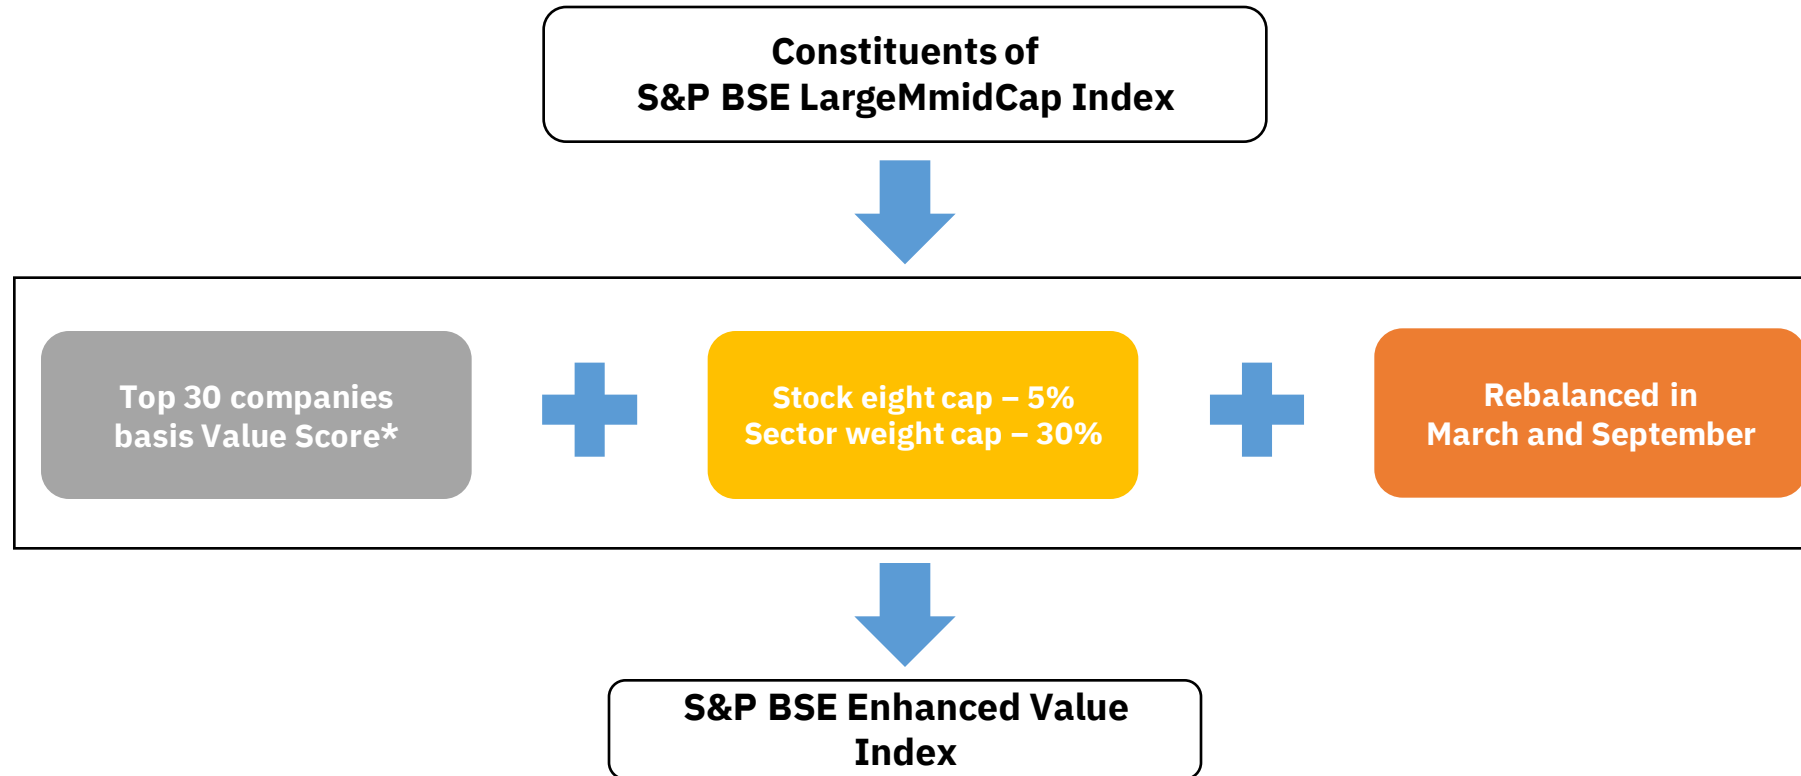 Constituents of
S&P BSE LargeMmidCap Index
Top 30 companies
basis Value Score*
Stock eight cap – 5%
Sector weight cap – 30%
Rebalanced in
March and September
S&P BSE Enhanced Value
Index